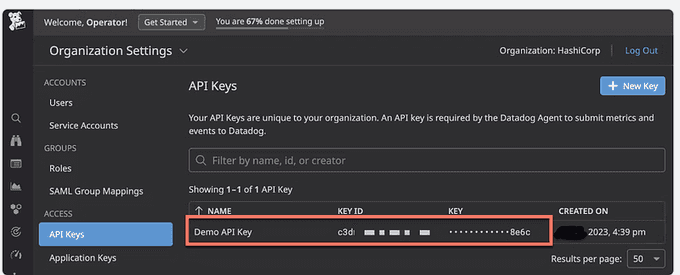 Welcome, Operator! Get Started You are 67% done setting up
Organization Settings Organization: HashiCorp Log Out
ACCOUNTS
Users
Service Accounts
GROUPS
Roles
SAML Group Mappings
ACCESS
API Keys
Application Keys
API Keys
+ New Key
Your API Keys are unique to your organization. An API key is required by the Datadog Agent to submit metrics and
events to Datadog.
Filter by name, id, or creator
Showing 1–1 of 1 API Key
NAME KEY ID KEY CREATED ON
Demo API Key ••••••••••••8e6c 2023, 4:39 pm
Results per page: 50